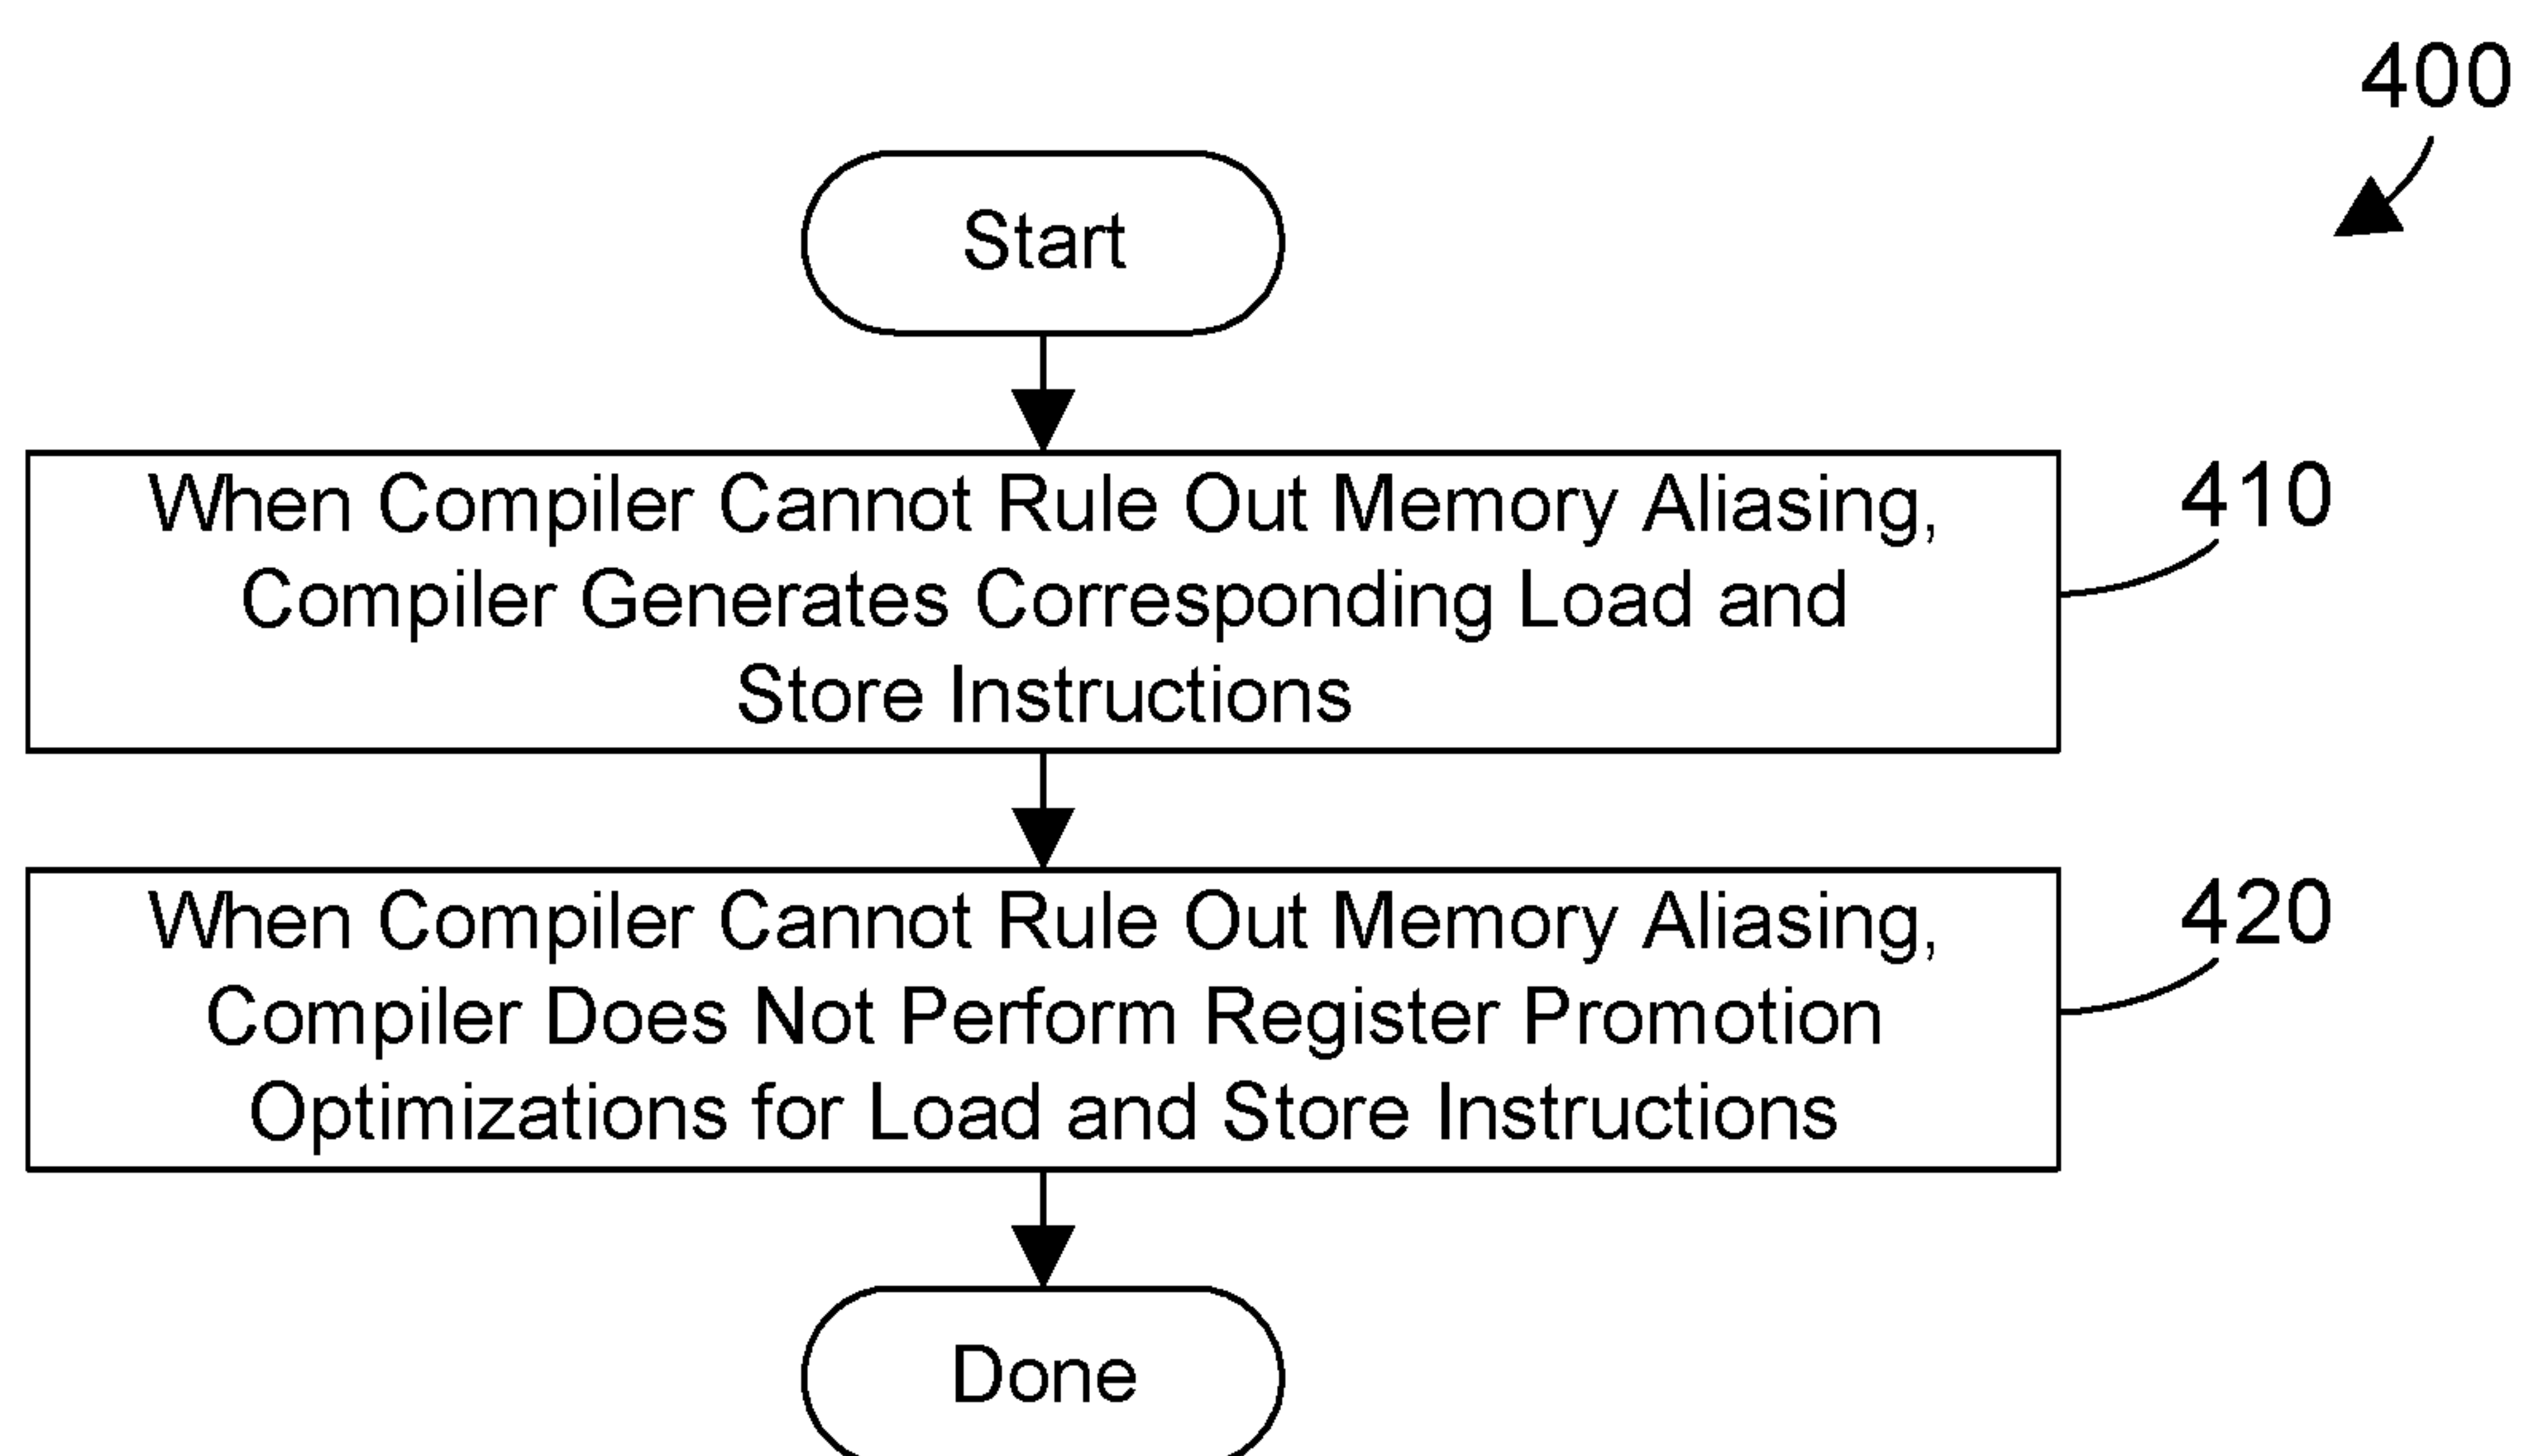 400
Start
When Compiler Cannot Rule Out Memory Aliasing,
Compiler Generates Corresponding Load and
Store Instructions
410
When Compiler Cannot Rule Out Memory Aliasing,
Compiler Does Not Perform Register Promotion
Optimizations for Load and Store Instructions
420
Done